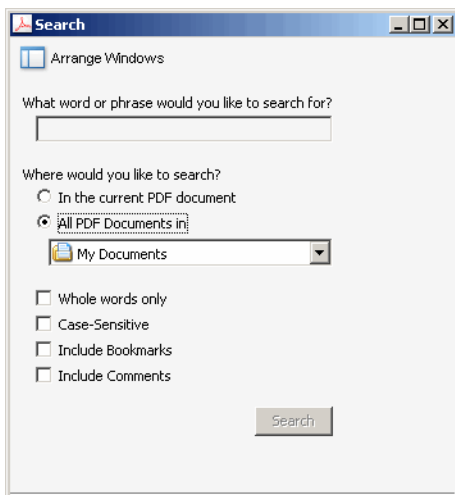 Search
Arrange Windows
What word or phrase would you like to search for?
Where would you like to search?
In the current PDF document
All PDF Documents in
My Documents
Whole words only
Case-Sensitive
Include Bookmarks
Include Comments
Search